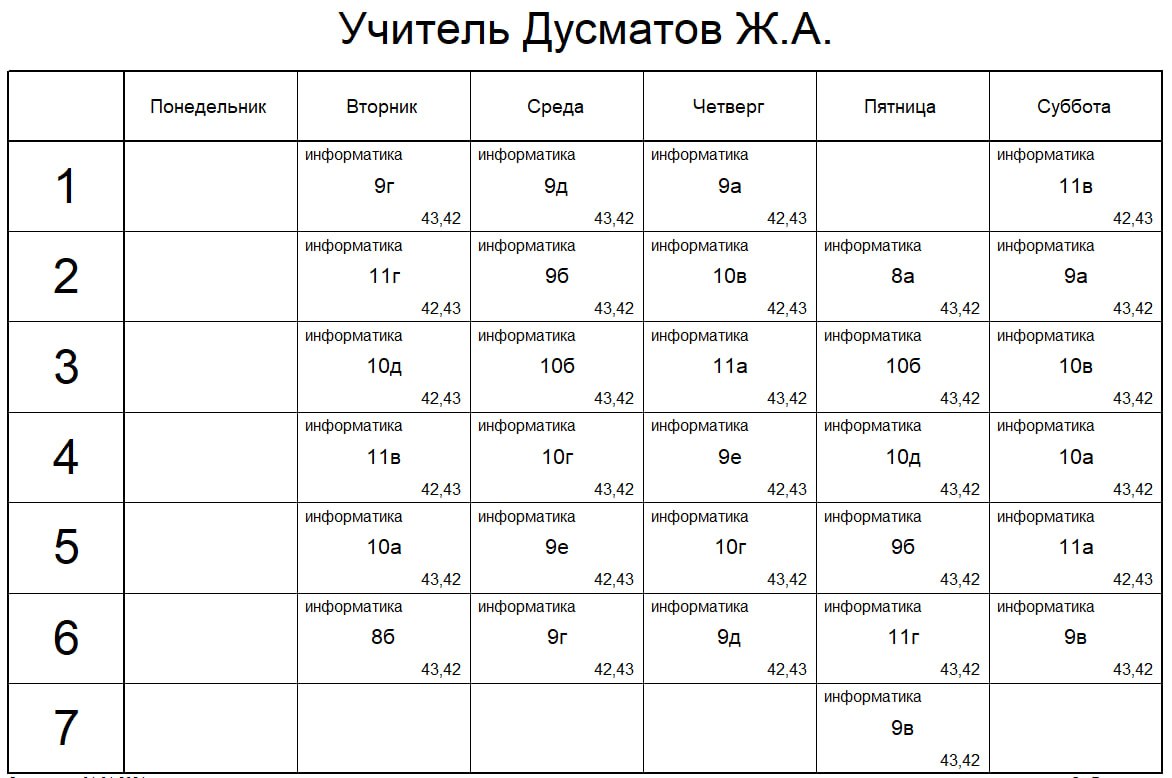 Учитель Дусматов Ж.А.
Понедельник Вторник Среда Четверг Пятница Суббота
1
информатика информатика информатика информатика
9г 9д 9а 11в
43,42 43,42 42,43 42,43
2
информатика информатика информатика информатика информатика
11г 9б 10в 8а 9а
42,43 43,42 42,43 43,42 43,42
3
информатика информатика информатика информатика информатика
10д 10б 11а 10б 10в
42,43 43,42 43,42 43,42 43,42
4
информатика информатика информатика информатика информатика
11в 10г 9е 10д 10а
42,43 43,42 42,43 43,42 43,42
5
информатика информатика информатика информатика информатика
10а 9е 10г 9б 11а
43,42 42,43 43,42 43,42 42,43
6
информатика информатика информатика информатика информатика
8б 9г 9д 11г 9в
43,42 42,43 42,43 43,42 43,42
7
информатика
9в
43,42